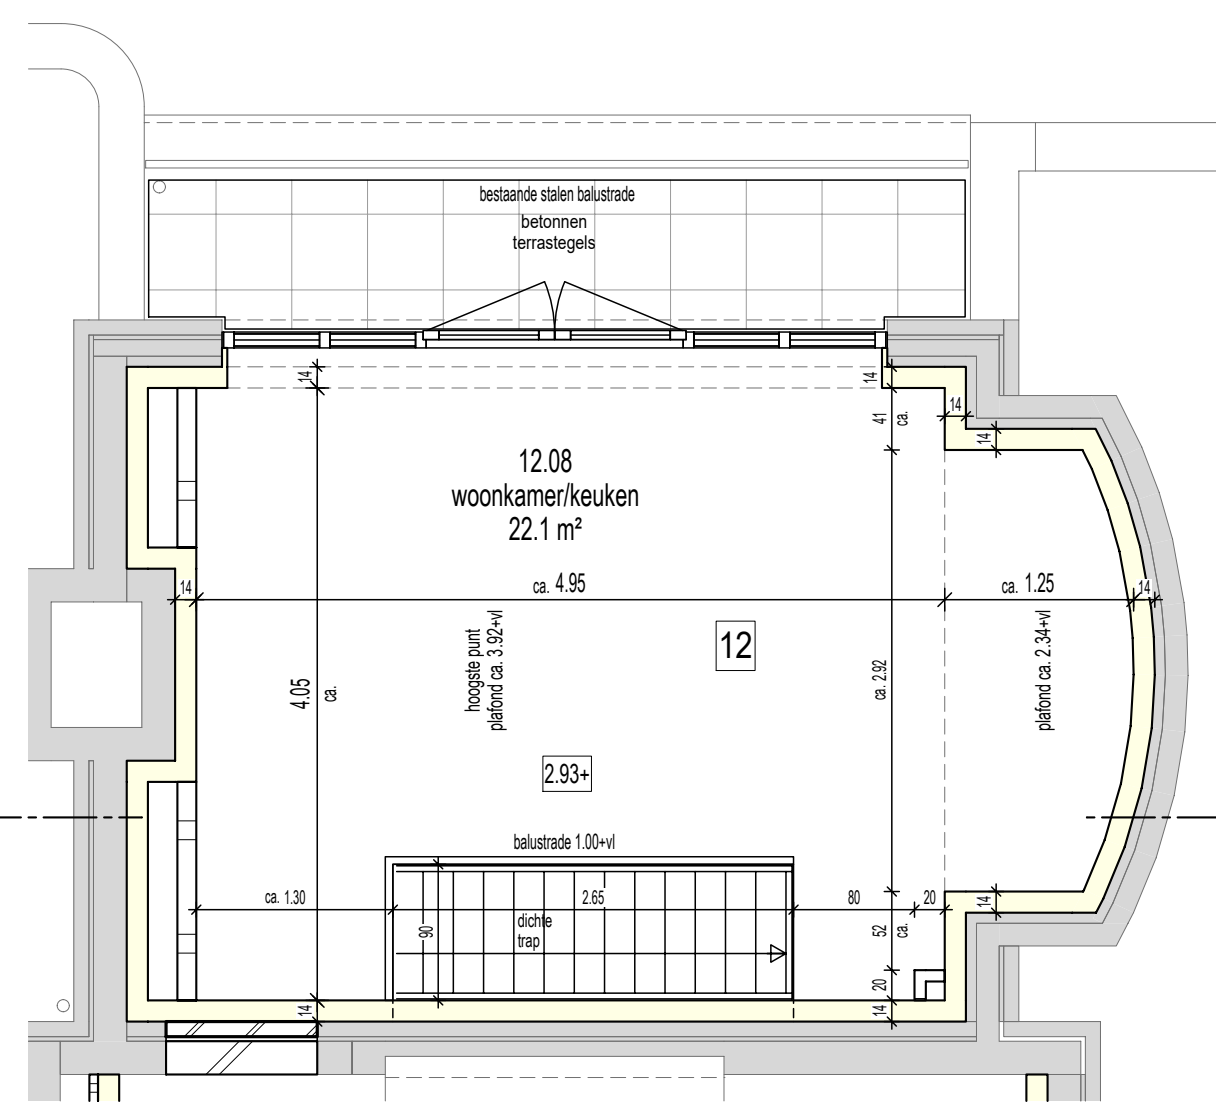 bestaande stalen balustrade
betonnen
terrastegels
14
14
41
ca.
14
14
12.08
woonkamer/keuken
22.1 m²
14
ca. 4.95
ca. 1.25
14
4.05
ca.
hoogste punt
plafond ca. 3.92+vl
12
ca. 2.92
plafond ca. 2.34+vl
2.93+
balustrade 1.00+vl
ca. 1.30
2.65
80
20
14
90
dichte
trap
52
ca.
20
14
14